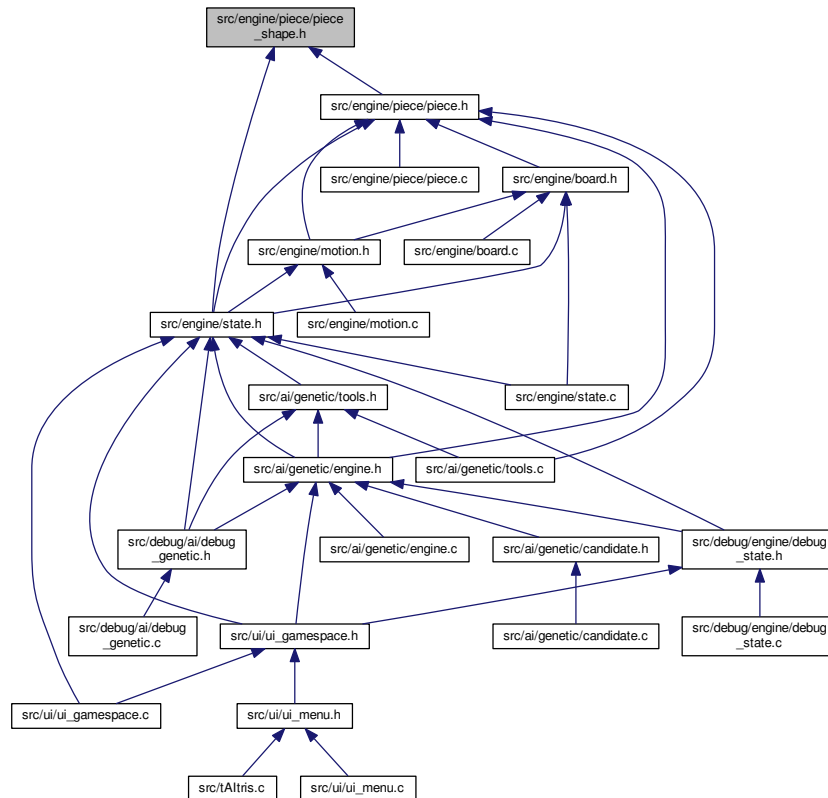 src/engine/piece/piece
_shape.h
src/engine/piece/piece.h
src/engine/piece/piece.c
src/engine/board.h
src/engine/motion.h
src/engine/board.c
src/engine/state.h
src/engine/motion.c
src/ai/genetic/tools.h
src/engine/state.c
src/ai/genetic/engine.h
src/ai/genetic/tools.c
src/debug/ai/debug
_genetic.h
src/ai/genetic/engine.c
src/ai/genetic/candidate.h
src/debug/engine/debug
_state.h
src/debug/ai/debug
_genetic.c
src/ui/ui_gamespace.h
src/ai/genetic/candidate.c
src/debug/engine/debug
_state.c
src/ui/ui_gamespace.c
src/ui/ui_menu.h
src/tAItris.c
src/ui/ui_menu.c